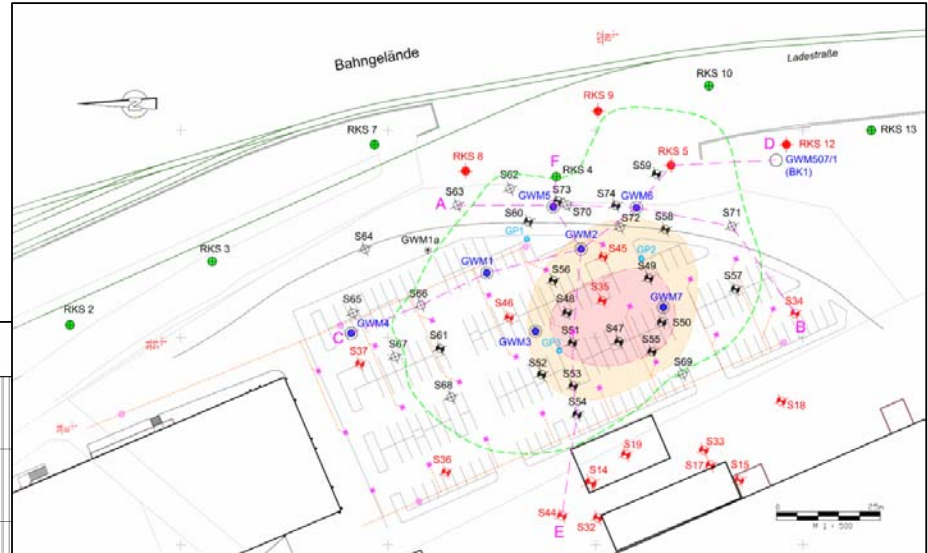 Bahngelände
Ladestraße
RKS 10
RKS 9
RKS 7
RKS 13
RKS 12
D
GWM507/1
(BK1)
RKS 8
F
RKS 4
S59
RKS 5
S62
S63
A
GWM5
S73
S70
S74
GWM6
S72
S58
S71
S60
GP1
S64
GWM1a
GWM2
S45
GP2
RKS 3
GWM1
S56
S49
S57
S35
RKS 2
S65
S66
S46
S48
GWM7
S34
B
C
GWM4
S67
S61
GWM3
S51
S47
S50
GP3
S55
S37
S52
S53
S69
S68
S54
S18
S19
S33
S36
S14
S17
S15
S44
S32
E
0
25m
M 1 : 500